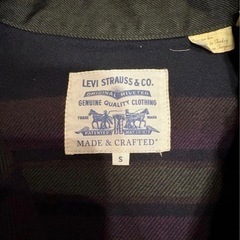 LEVI STRAUSS & CO.
ORIGINAL RIVETED
GENUINE QUALITY CLOTHING
TRADE MARK
MADE & CRAFTED
S